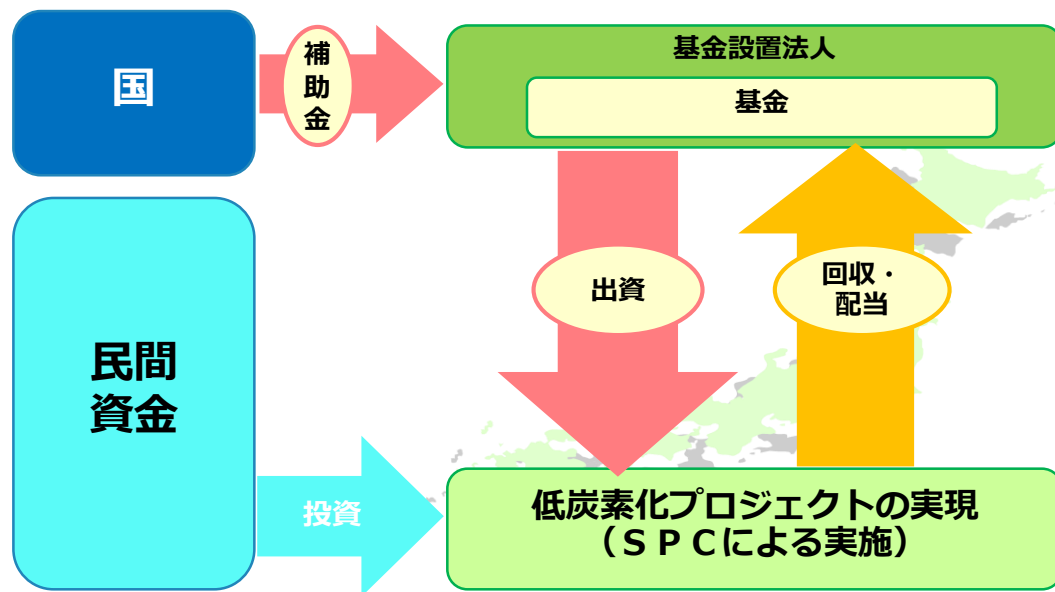 国
補
助
金
基金設置法人
基金
出資
回収・
配当
民間
資金
投資
低炭素化プロジェクトの実現
（ＳＰＣによる実施）